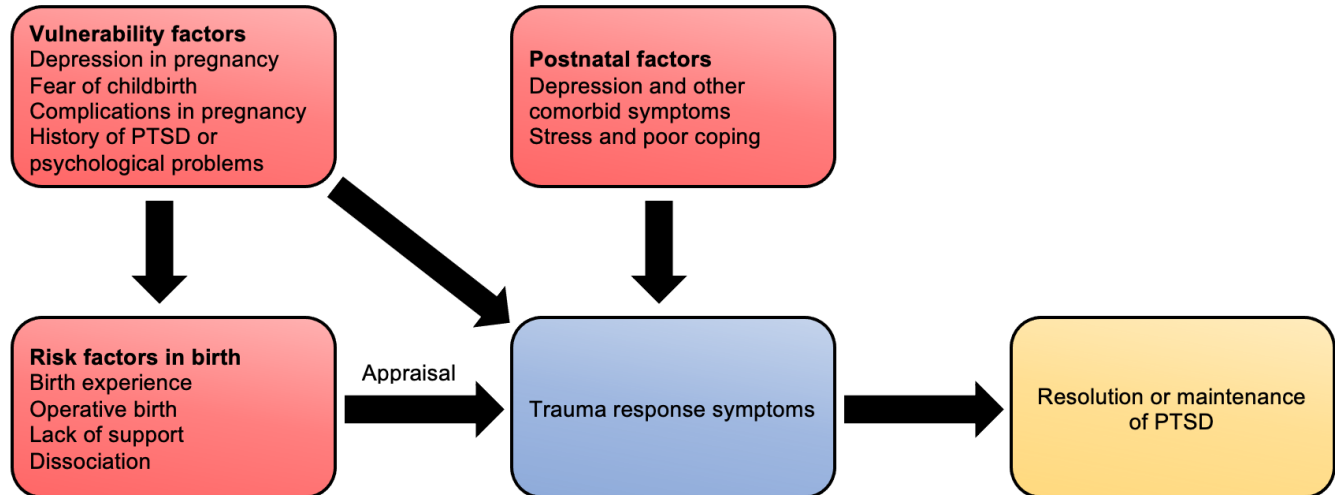 Vulnerability factors
Depression in pregnancy
Fear of childbirth
Complications in pregnancy
History of PTSD or
psychological problems
Postnatal factors
Depression and other
comorbid symptoms
Stress and poor coping
Risk factors in birth
Birth experience
Operative birth
Lack of support
Dissociation
Appraisal
Trauma response symptoms
Resolution or maintenance
of PTSD